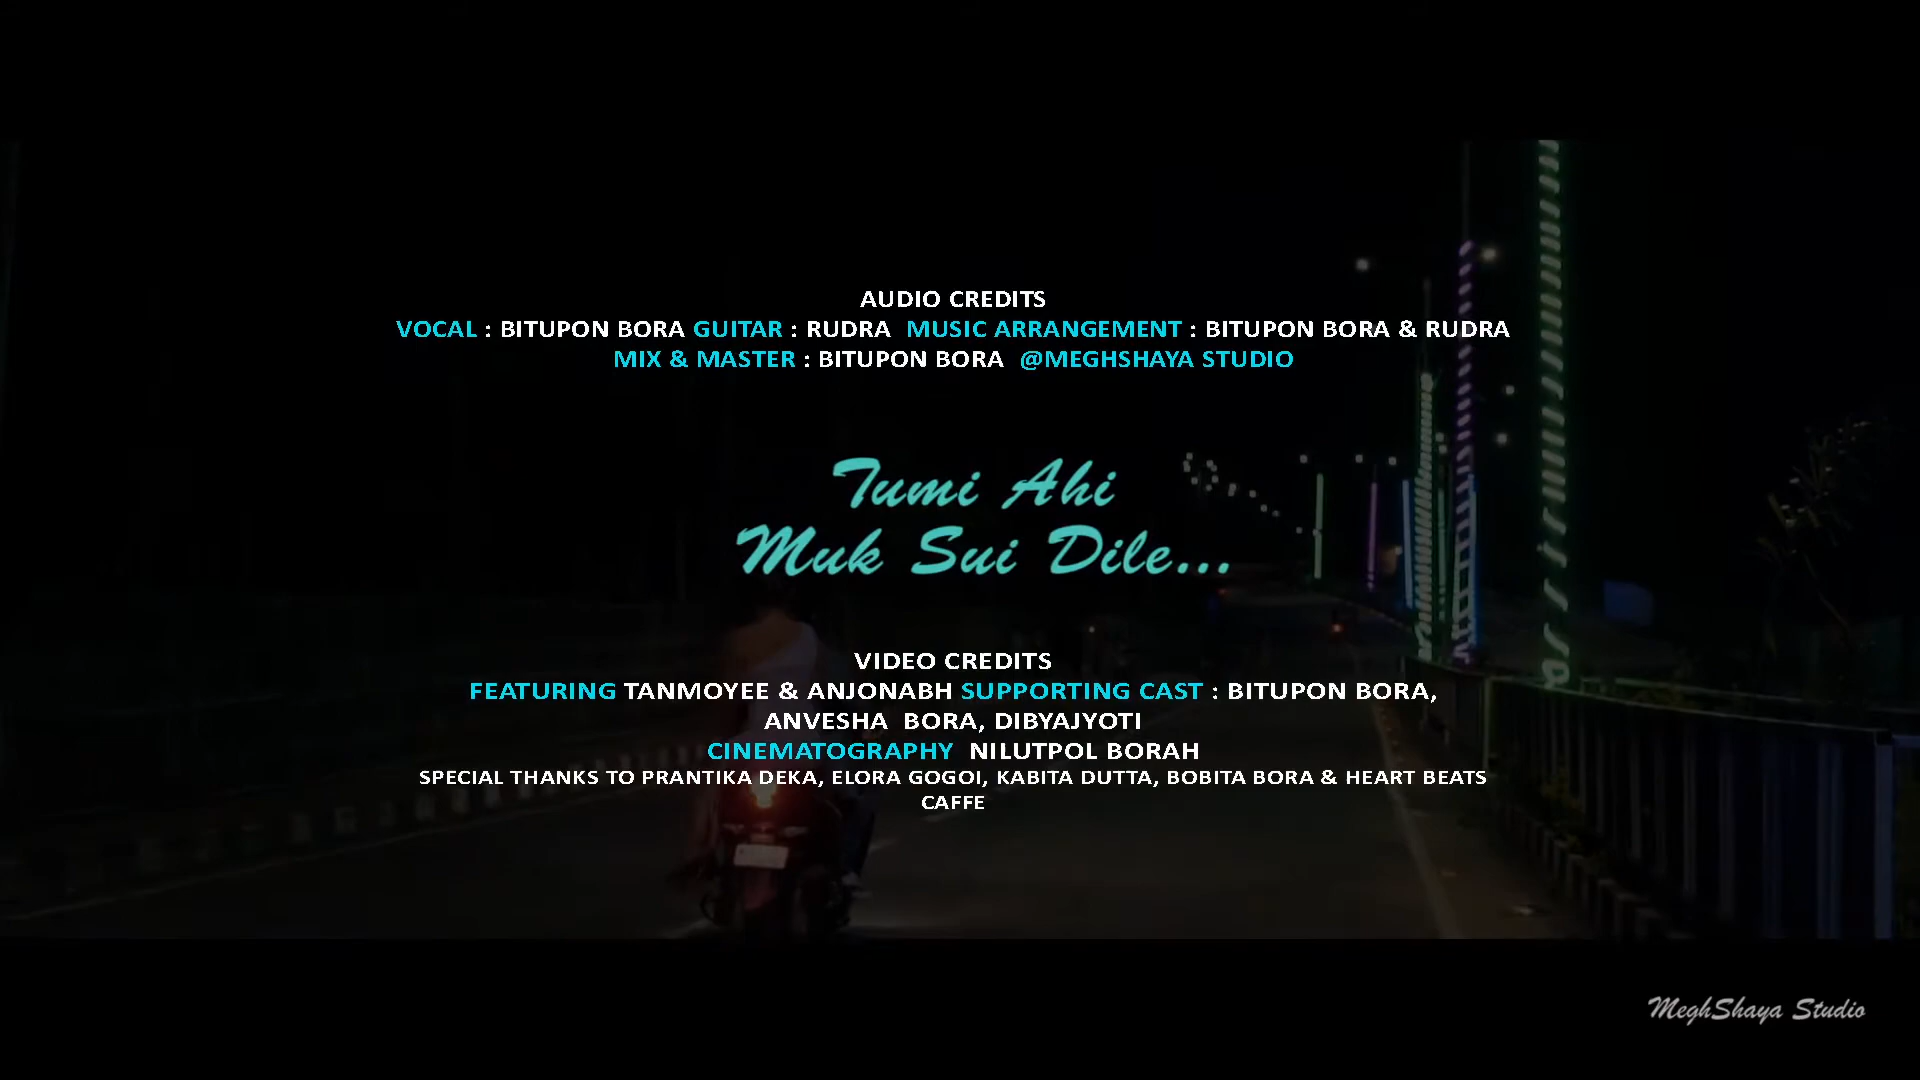 AUDIO CREDITS
VOCAL : BITUPON BORA GUITAR : RUDRA MUSIC ARRANGEMENT : BITUPON BORA & RUDRA
MIX & MASTER : BITUPON BORA @MEGHSHAYA STUDIO
Tumi Ahi
Muk Sui Dile...
VIDEO CREDITS
FEATURING TANMOYEE & ANJONABH SUPPORTING CAST : BITUPON BORA,
ANVESHA BORA, DIBYAJYOTI
CINEMATOGRAPHY NILUTPOL BORAH
SPECIAL THANKS TO PRANTIKA DEKA, ELORA GOGOI, KABITA DUTTA, BOBITA BORA & HEART BEATS
CAFFE
MeghShaya Studio